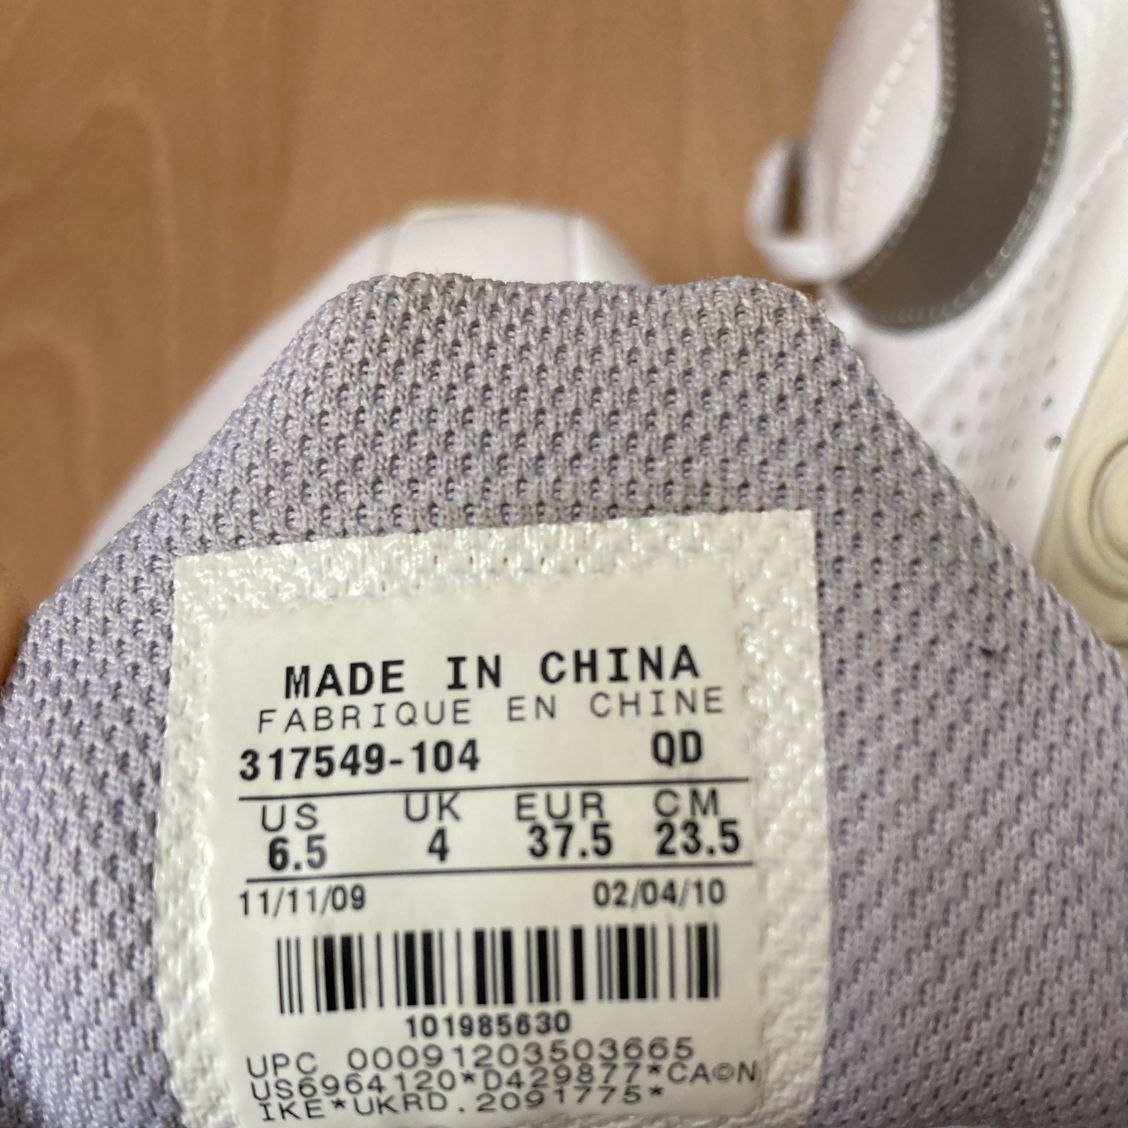 MADE IN CHINA
FABRIQUE EN CHINE
317549-104 QD
US UK EUR CM
6.5 4 37.5 23.5
11/11/09 02/04/10
101985630
UPC 00091203503665
US6964120*D429877*CA©N
IKE*UKRD.2091775*